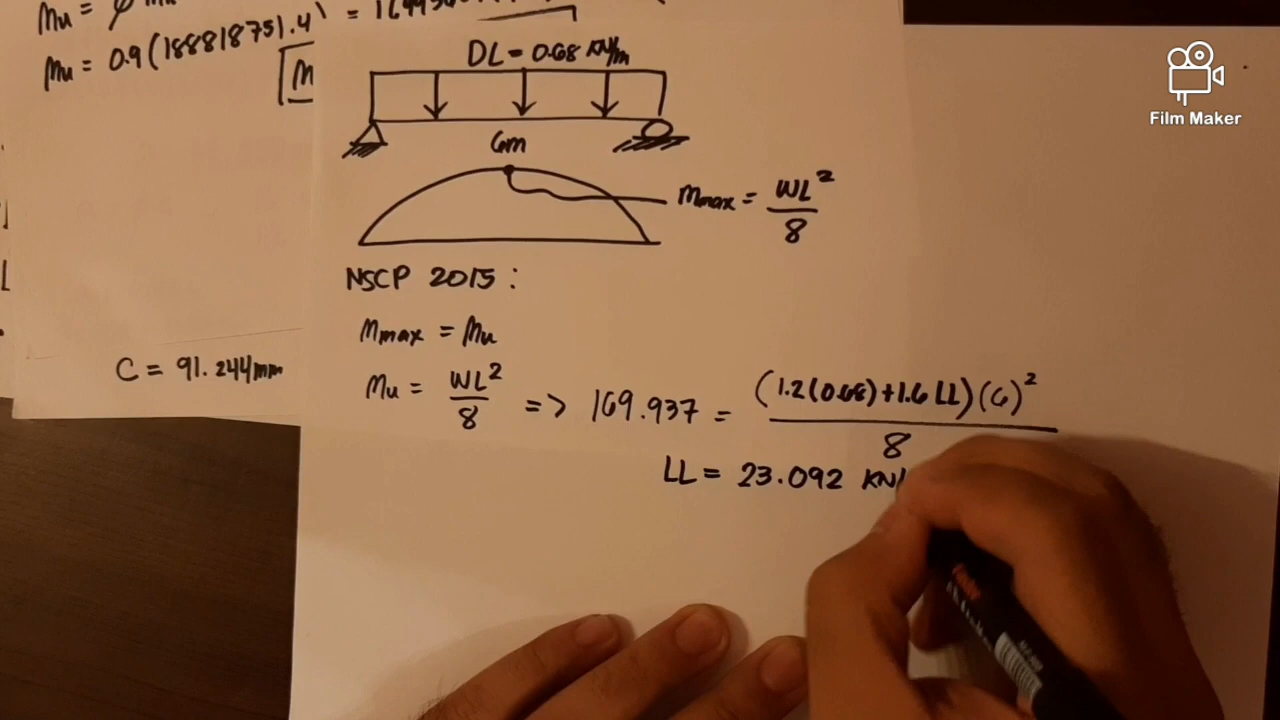 Mu = φ Mn
Mu = 0.9(188818751.4)
DL = 0.68 KN/m
6m
Mmax = WL²/8
NSCP 2015 :
Mmax = Mu
Mu = WL²/8 => 169.937 = (1.2(0.68)+1.6 LL)(6)²/8
C = 91.244mm
LL = 23.092 KN/
Film Maker